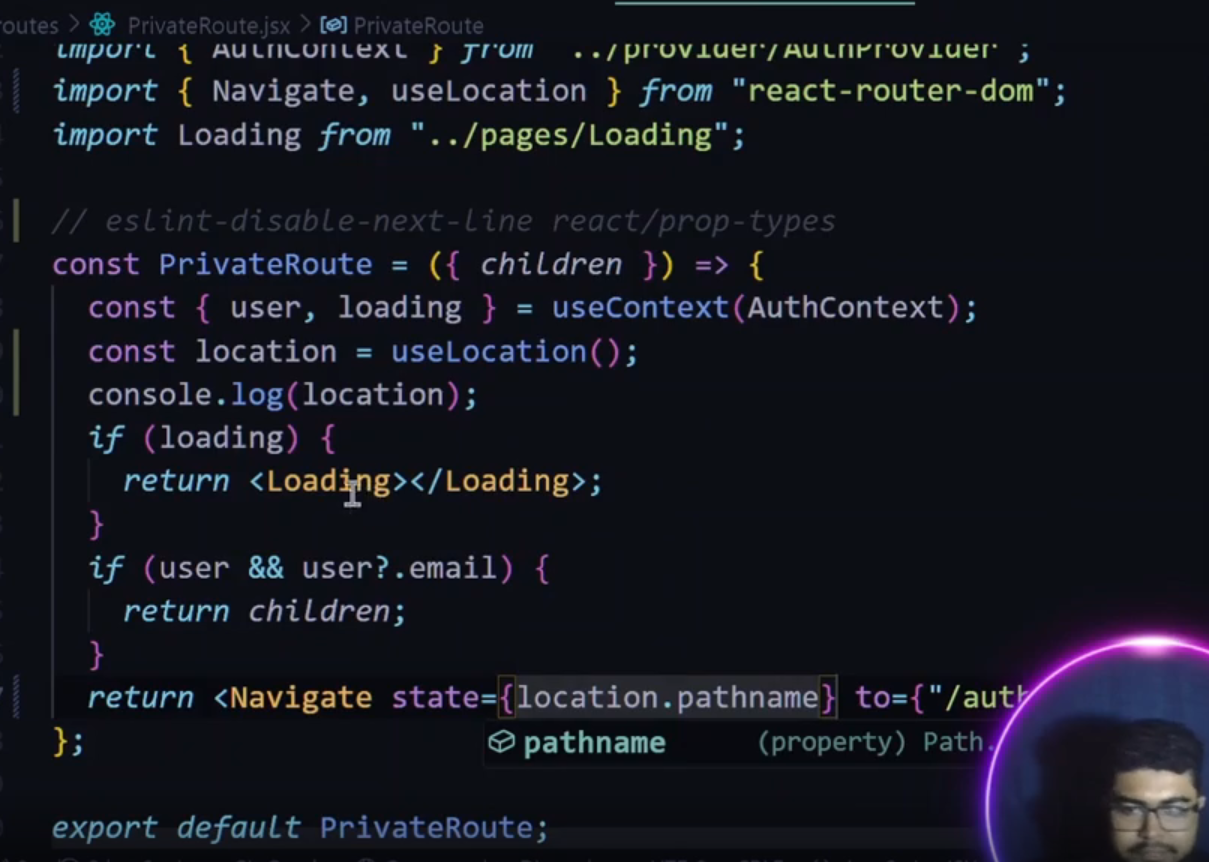 routes > PrivateRoute.jsx > PrivateRoute
import { AuthContext } from "../provider/AuthProvider";
import { Navigate, useLocation } from "react-router-dom";
import Loading from "../pages/Loading";
// eslint-disable-next-line react/prop-types
const PrivateRoute = ({ children }) => {
const { user, loading } = useContext(AuthContext);
const location = useLocation();
console.log(location);
if (loading) {
return <Loading></Loading>;
}
if (user && user?.email) {
return children;
}
return <Navigate state={location.pathname} to={"/auth
pathname (property) Path.
};
export default PrivateRoute;